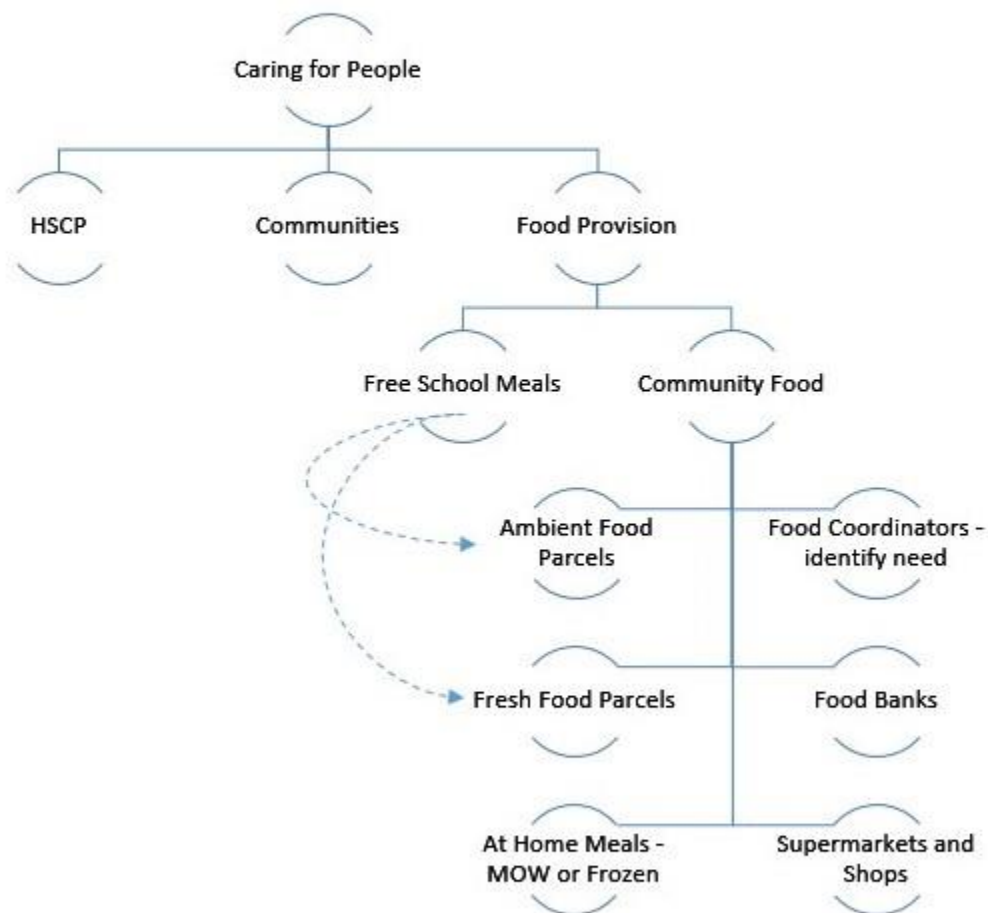 Caring for People
HSCP
Communities
Food Provision
Free School Meals
Community Food
Ambient Food
Parcels
Food Coordinators -
identify need
Fresh Food Parcels
Food Banks
At Home Meals -
MOW or Frozen
Supermarkets and
Shops